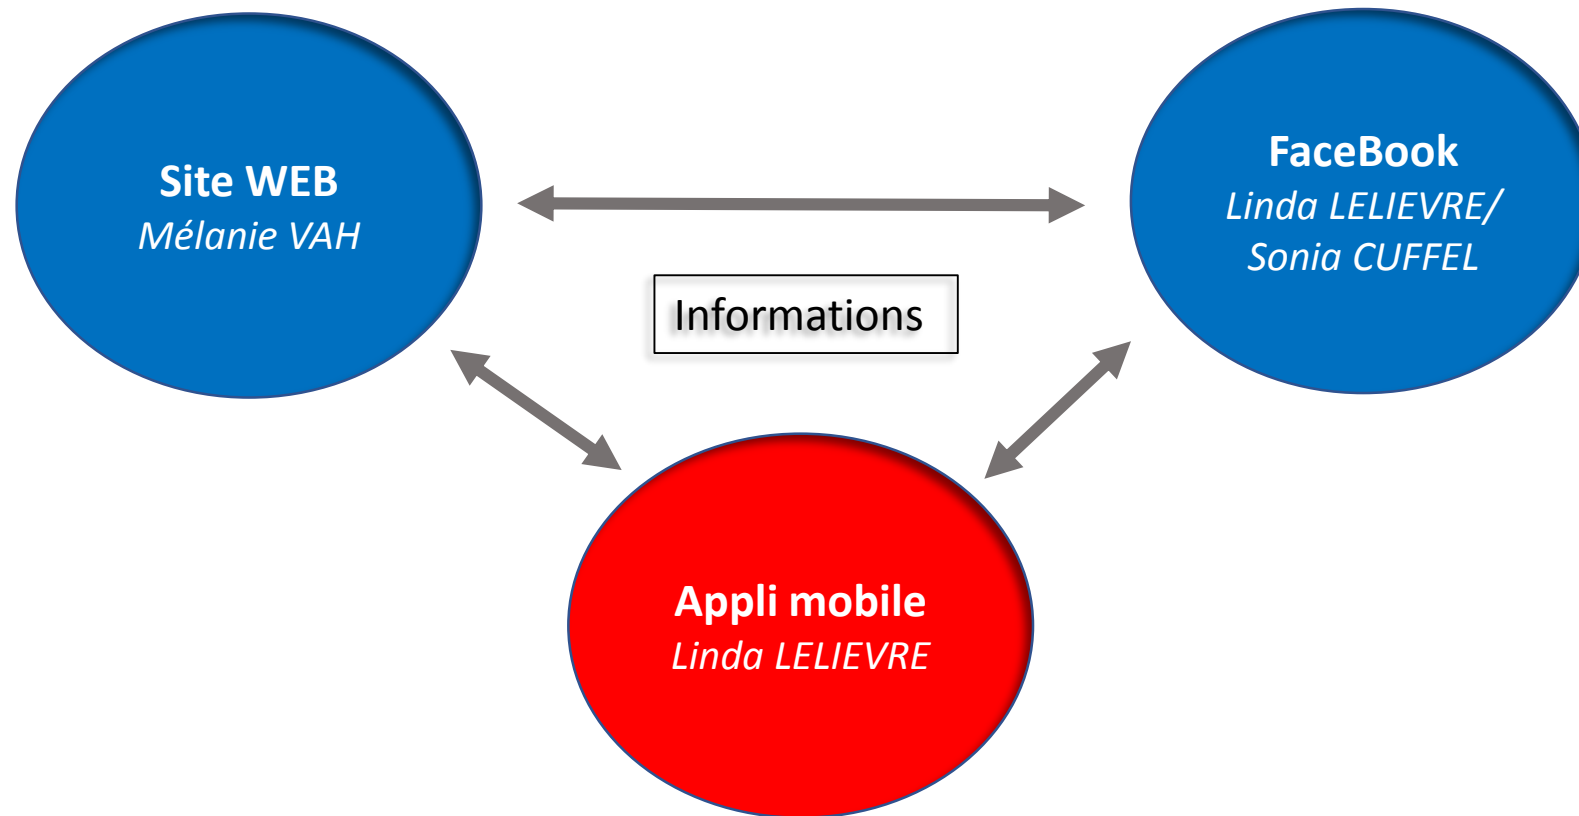 Site WEB
Mélanie VAH
FaceBook
Linda LELIEVRE/
Sonia CUFFEL
Informations
Appli mobile
Linda LELIEVRE